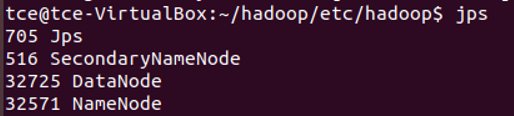 tce@tce-VirtualBox:~/hadoop/etc/hadoop$ jps
705 Jps
516 SecondaryNameNode
32725 DataNode
32571 NameNode